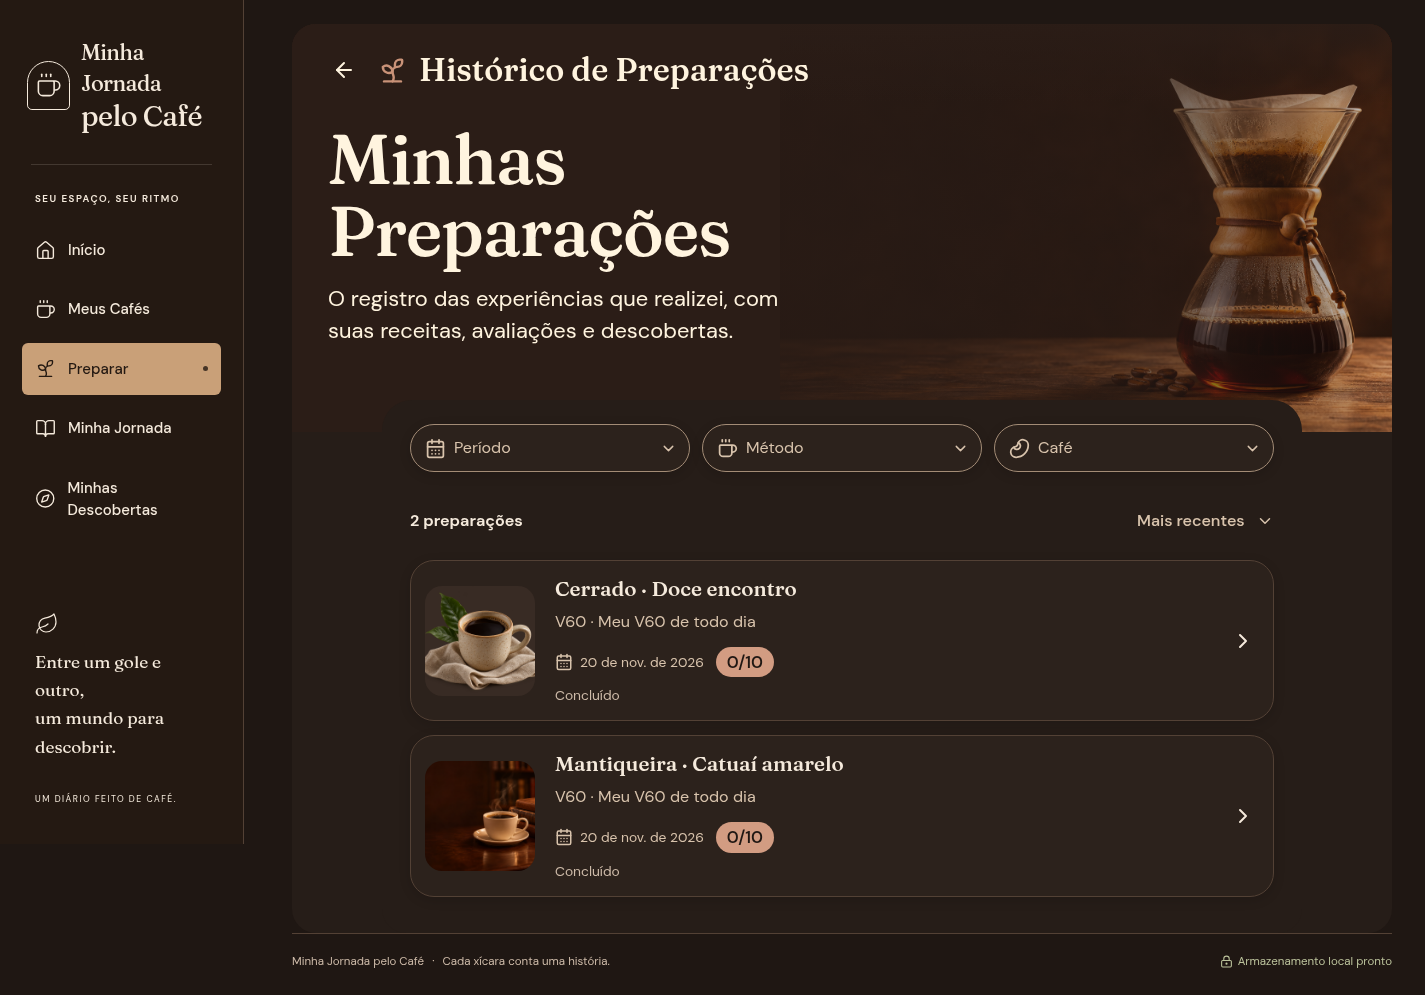 Minha
Jornada
pelo Café
SEU ESPAÇO, SEU RITMO
Início
Meus Cafés
Preparar
Minha Jornada
Minhas
Descobertas
Entre um gole e
outro,
um mundo para
descobrir.
UM DIÁRIO FEITO DE CAFÉ.
Histórico de Preparações
Minhas
Preparações
O registro das experiências que realizei, com
suas receitas, avaliações e descobertas.
Período
Método
Café
2 preparações
Mais recentes
Cerrado · Doce encontro
V60 · Meu V60 de todo dia
20 de nov. de 2026 0/10
Concluído
Mantiqueira · Catuaí amarelo
V60 · Meu V60 de todo dia
20 de nov. de 2026 0/10
Concluído
Minha Jornada pelo Café · Cada xícara conta uma história.
Armazenamento local pronto